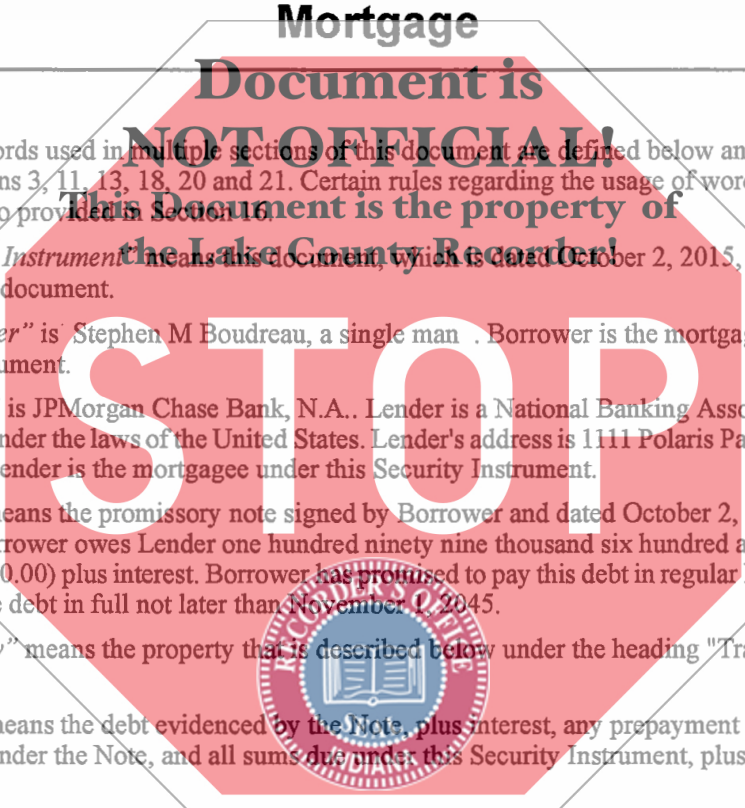 Mortgage
Document is
NOT OFFICIAL!
This Document is the property of
the Lake County Recorder!
ords used in multiple sections of this document are defined below an
ns 3, 11, 13, 18, 20 and 21. Certain rules regarding the usage of wor
o provided in Section 16.
Instrument" means this document, which is dated October 2, 2015,
document.
er" is Stephen M Boudreau, a single man . Borrower is the mortga
ument.
is JPMorgan Chase Bank, N.A.. Lender is a National Banking Asso
nder the laws of the United States. Lender's address is 1111 Polaris Pa
ender is the mortgagee under this Security Instrument.
eans the promissory note signed by Borrower and dated October 2,
rrower owes Lender one hundred ninety nine thousand six hundred a
0.00) plus interest. Borrower has promised to pay this debt in regular
e debt in full not later than November 1, 2045.
y" means the property that is described below under the heading "Tra
eans the debt evidenced by the Note, plus interest, any prepayment
nder the Note, and all sums due under this Security Instrument, plus
STOP
RECORDER'S OFFICE
State
INDIANA